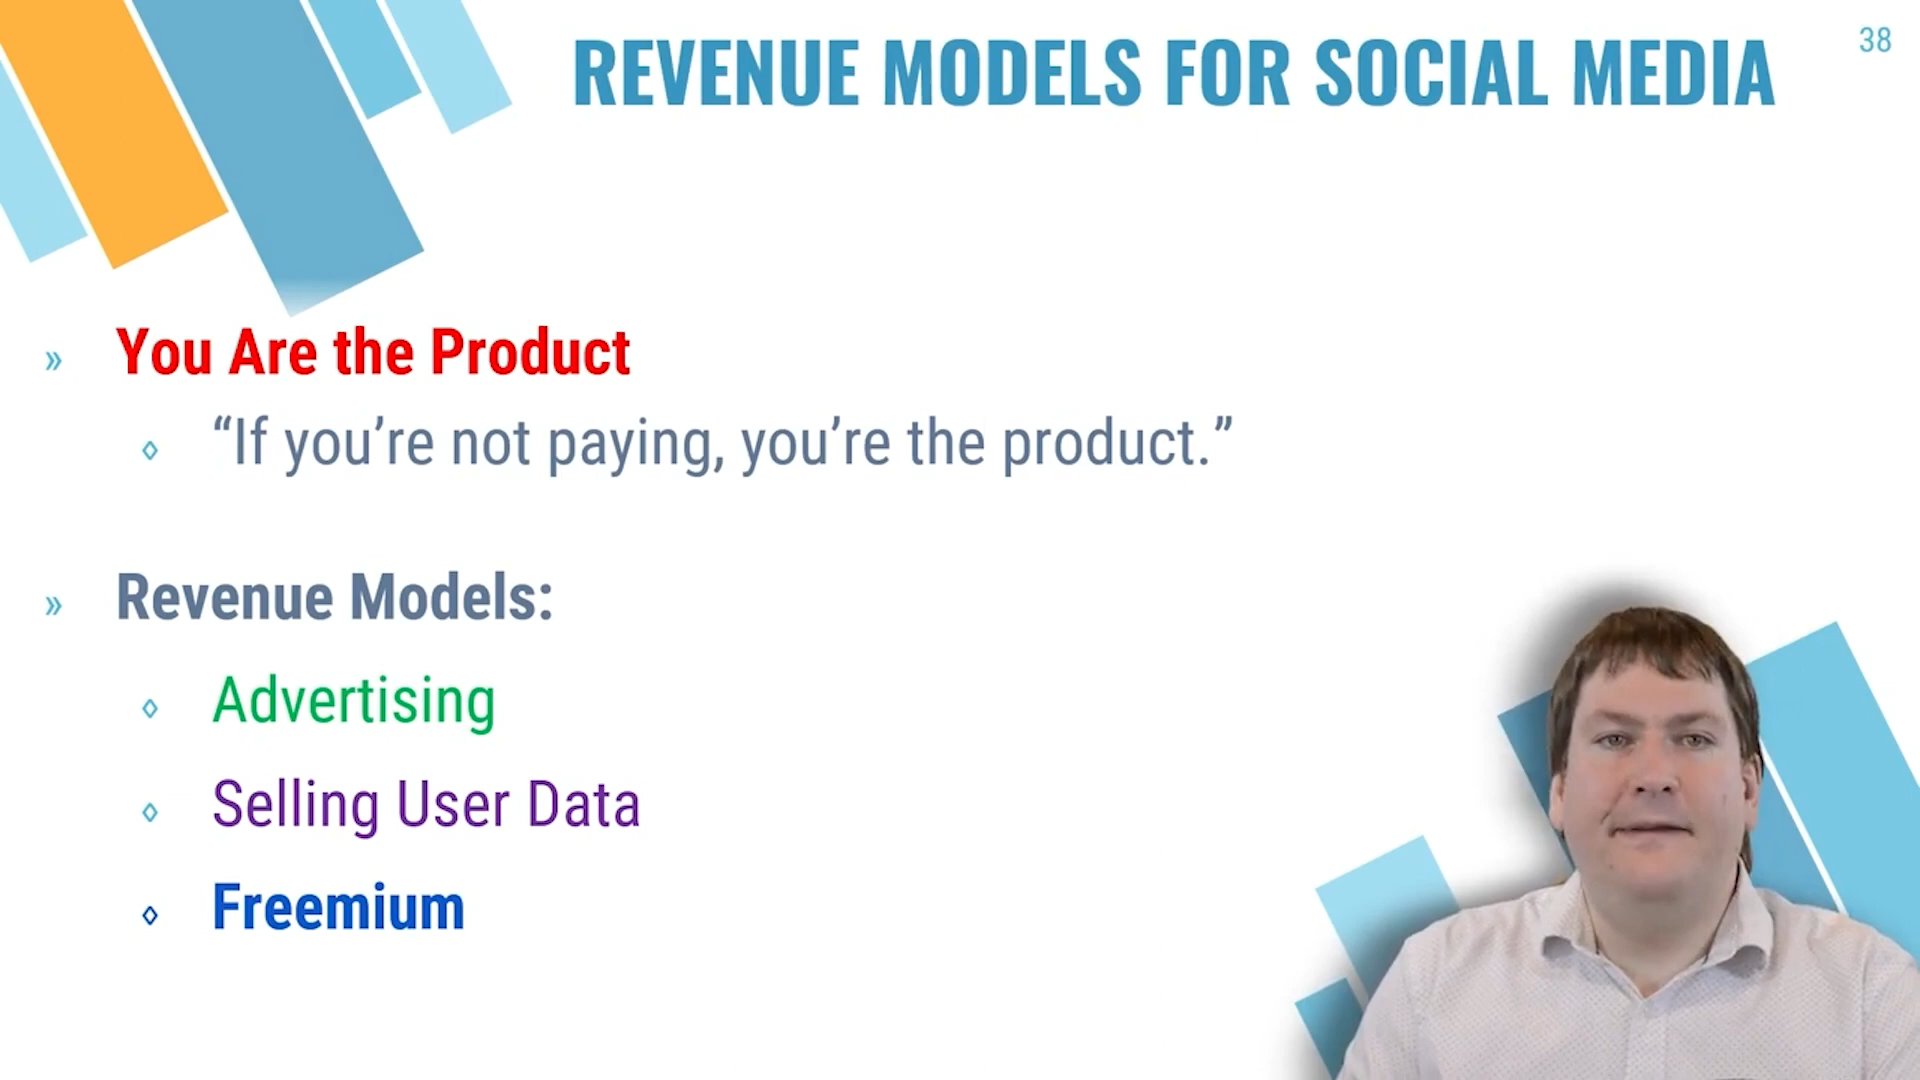 REVENUE MODELS FOR SOCIAL MEDIA
38
» You Are the Product
“If you’re not paying, you’re the product.”
» Revenue Models:
Advertising
Selling User Data
Freemium